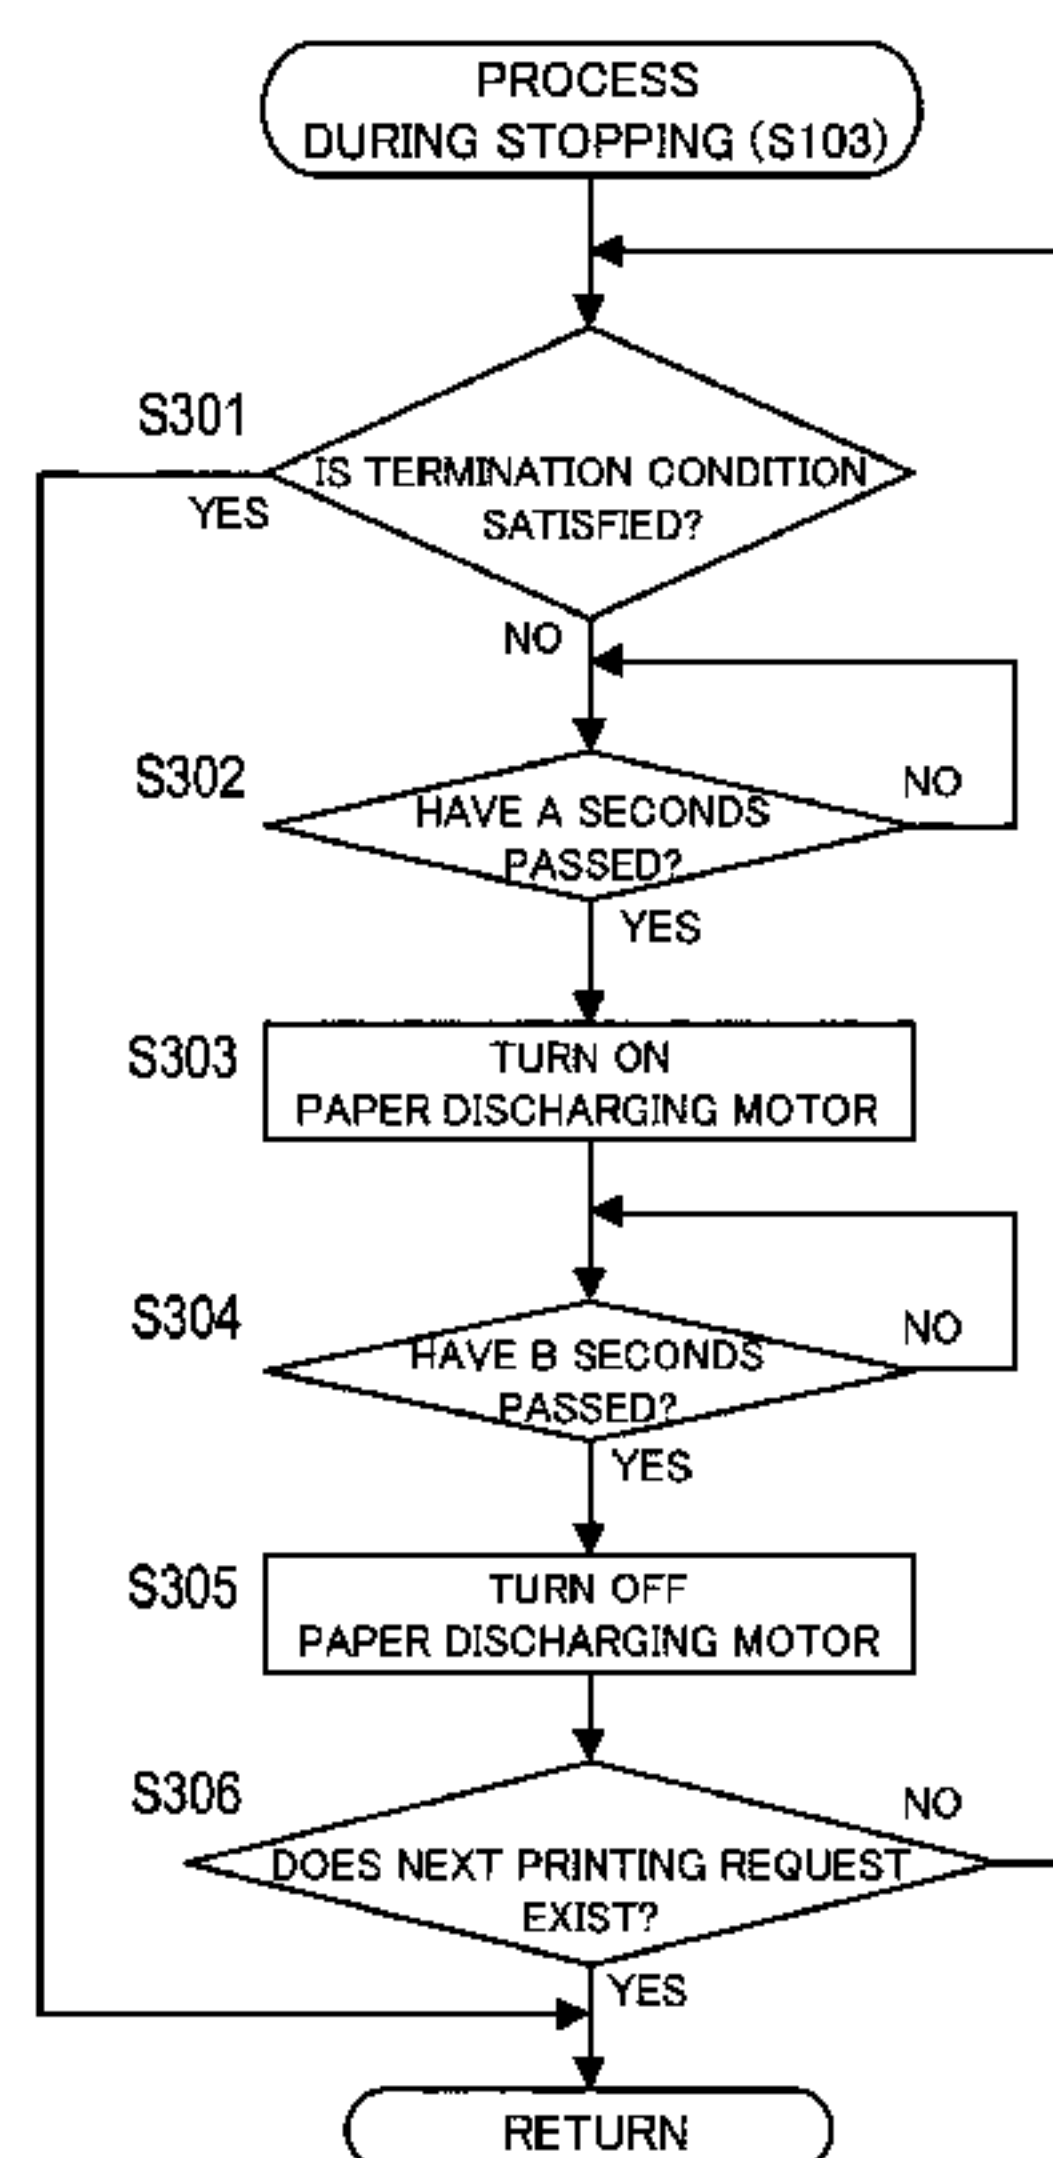 PROCESS
DURING STOPPING (S103)
S301
IS TERMINATION CONDITION
SATISFIED?
YES
NO
S302
HAVE A SECONDS
PASSED?
NO
YES
S303
TURN ON
PAPER DISCHARGING MOTOR
S304
HAVE B SECONDS
PASSED?
NO
YES
S305
TURN OFF
PAPER DISCHARGING MOTOR
S306
NO
DOES NEXT PRINTING REQUEST
EXIST?
YES
RETURN